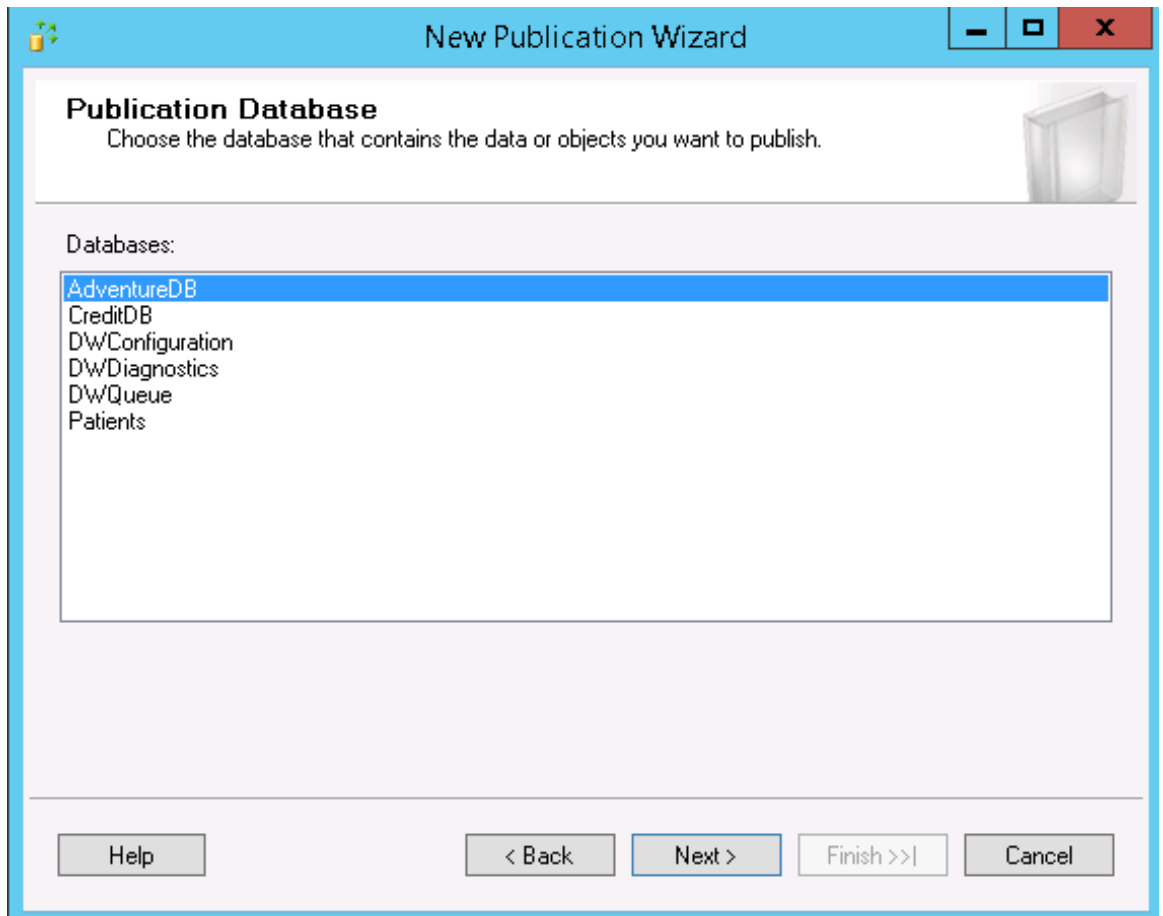 New Publication Wizard
Publication Database
Choose the database that contains the data or objects you want to publish.
Databases:
AdventureDB
CreditDB
DWConfiguration
DWDiagnostics
DWQueue
Patients
Help
< Back
Next >
Finish >>|
Cancel